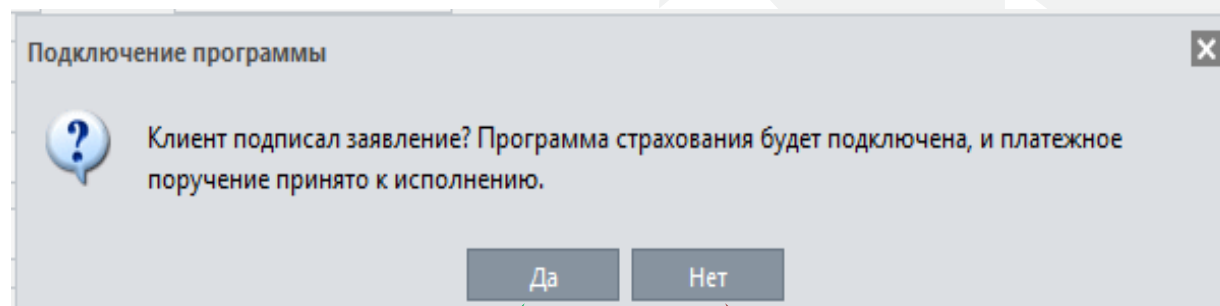 Подключение программы
Клиент подписал заявление? Программа страхования будет подключена, и платежное
поручение принято к исполнению.
Да Нет